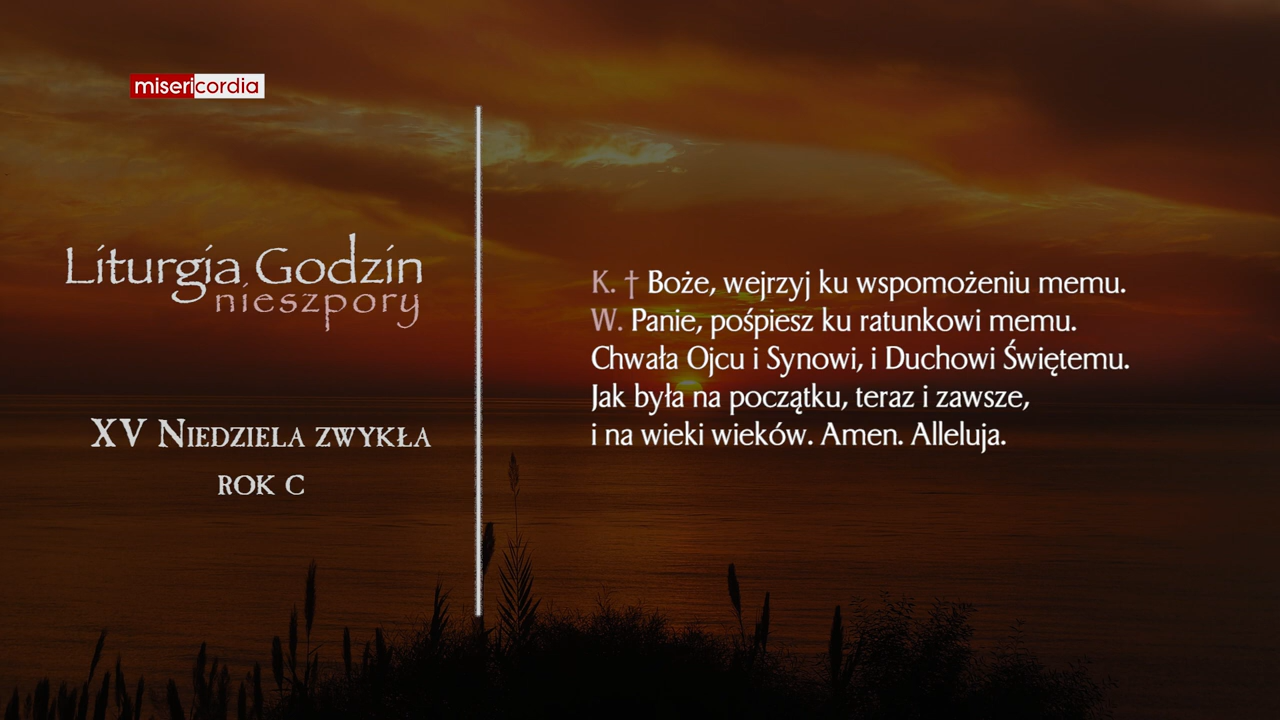 misericordia
Liturgia Godzin
nieszpory
XV Niedziela zwykła
rok C
K. † Boże, wejrzyj ku wspomożeniu memu.
W. Panie, pośpiesz ku ratunkowi memu.
Chwała Ojcu i Synowi, i Duchowi Świętemu.
Jak była na początku, teraz i zawsze,
i na wieki wieków. Amen. Alleluja.